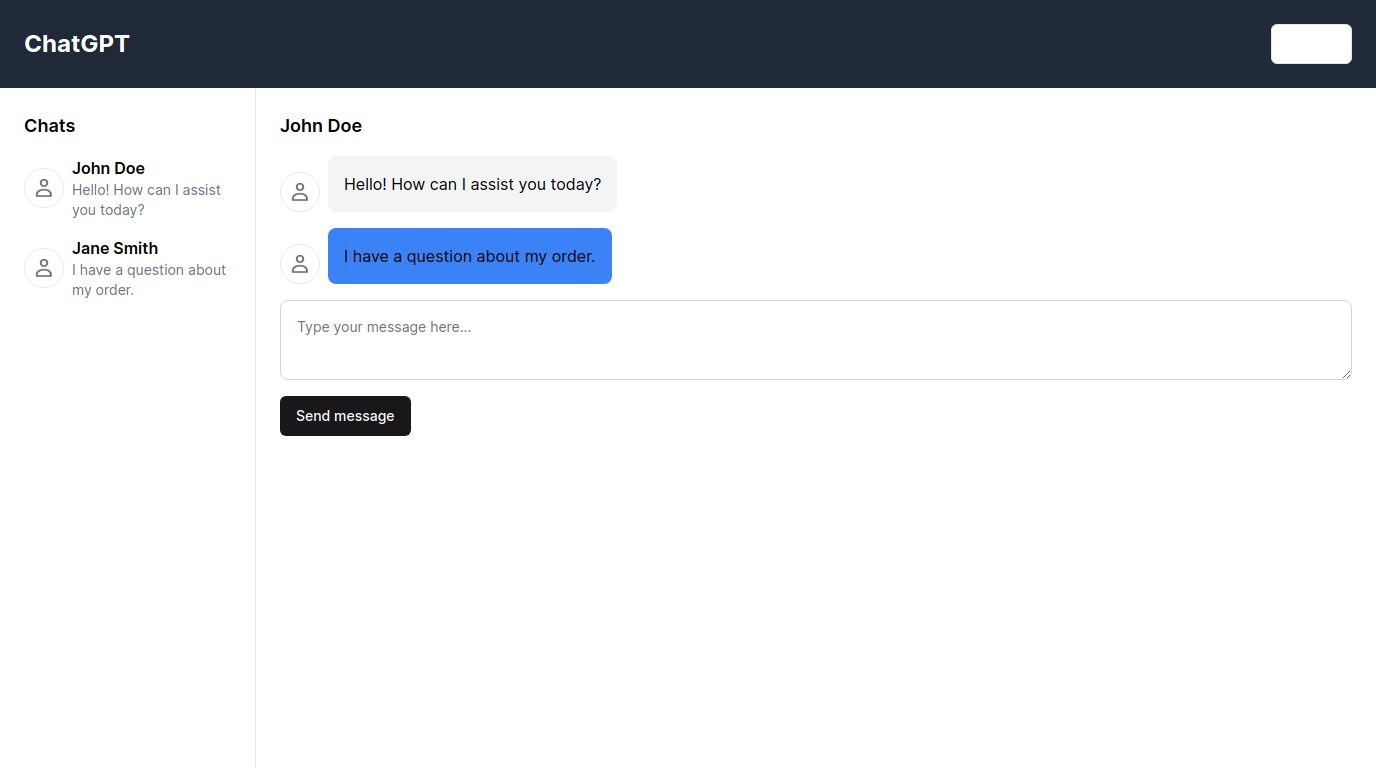 ChatGPT
Chats
John Doe
Hello! How can I assist
you today?
Jane Smith
I have a question about
my order.
John Doe
Hello! How can I assist you today?
I have a question about my order.
Type your message here...
Send message